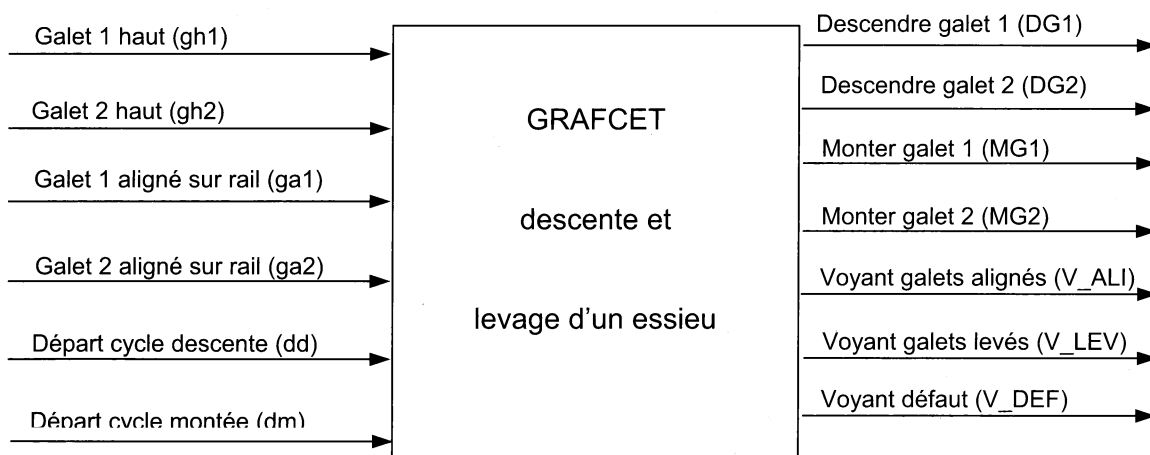 Galet 1 haut (gh1)
Galet 2 haut (gh2)
Galet 1 aligné sur rail (ga1)
Galet 2 aligné sur rail (ga2)
Départ cycle descente (dd)
Départ cycle montée (dm)
GRAFCET
descente et
levage d'un essieu
Descendre galet 1 (DG1)
Descendre galet 2 (DG2)
Monter galet 1 (MG1)
Monter galet 2 (MG2)
Voyant galets alignés (V_ALI)
Voyant galets levés (V_LEV)
Voyant défaut (V_DEF)